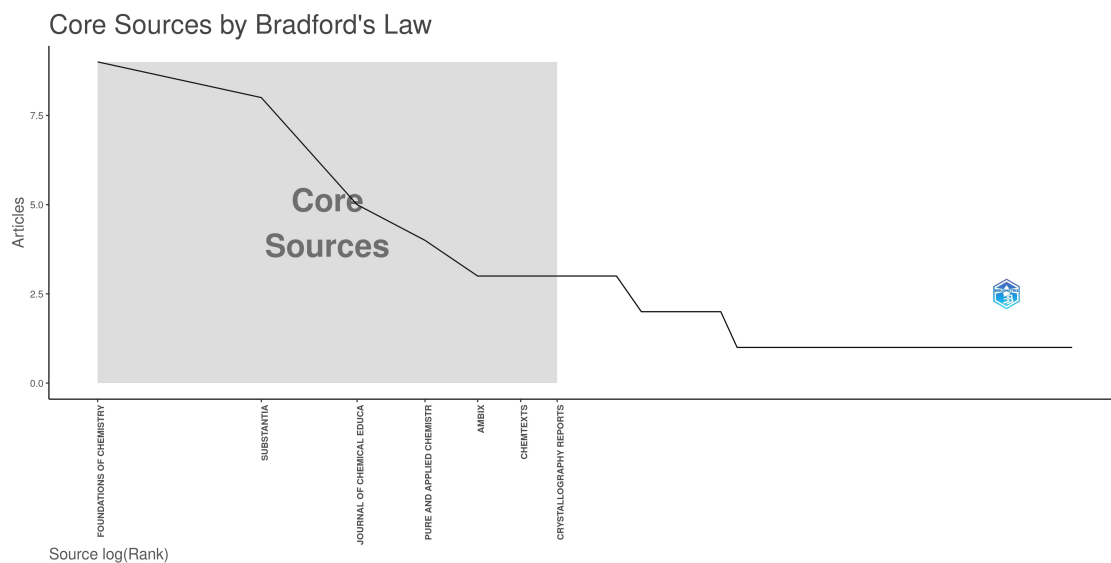 Core Sources by Bradford's Law
Articles
7.5
5.0
2.5
0.0
Core
Sources
FOUNDATIONS OF CHEMISTRY
SUBSTANTIA
JOURNAL OF CHEMICAL EDUCA
PURE AND APPLIED CHEMISTR
AMBIX
CHEMTEXTS
CRYSTALLOGRAPHY REPORTS
Source log(Rank)